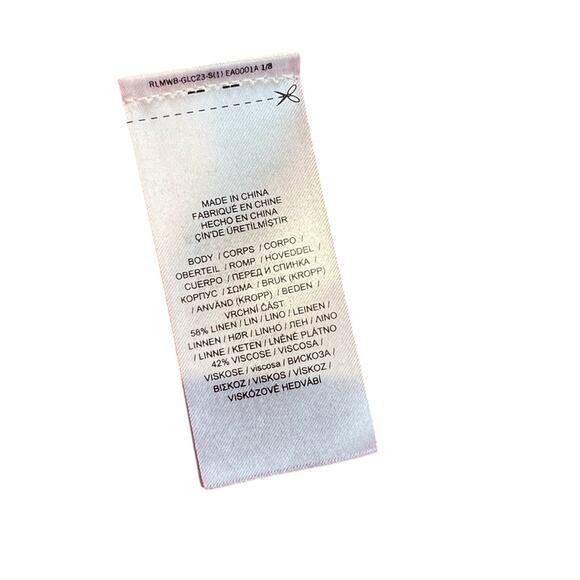 RLMWB-GLC23-S(1) EA0001A 1/8
MADE IN CHINA
FABRIQUÉ EN CHINE
HECHO EN CHINA
ÇİN'DE ÜRETİLMİŞTİR
BODY / CORPS / CORPO /
OBERTEIL / ROMP / HOVEDDEL /
CUERPO / ПЕРЕД И СПИНКА /
КОРПУС / ΣΩΜΑ / BRUK (KROPP)
/ ANVÄND (KROPP) / BEDEN /
VRCHNÍ ČÁST :
58% LINEN / LIN / LINO / LEINEN /
LINNEN / HØR / LINHO / ЛЕН / ΛΙΝΟ
/ LINNE / KETEN / LNĚNÉ PLÁTNO
42% VISCOSE / VISCOSA /
VISKOSE / viscosa / ВИСКОЗА /
ΒΙΣΚΟΖ / VISKOS / VİSKOZ /
VISKÓZOVÉ HEDVÁBÍ